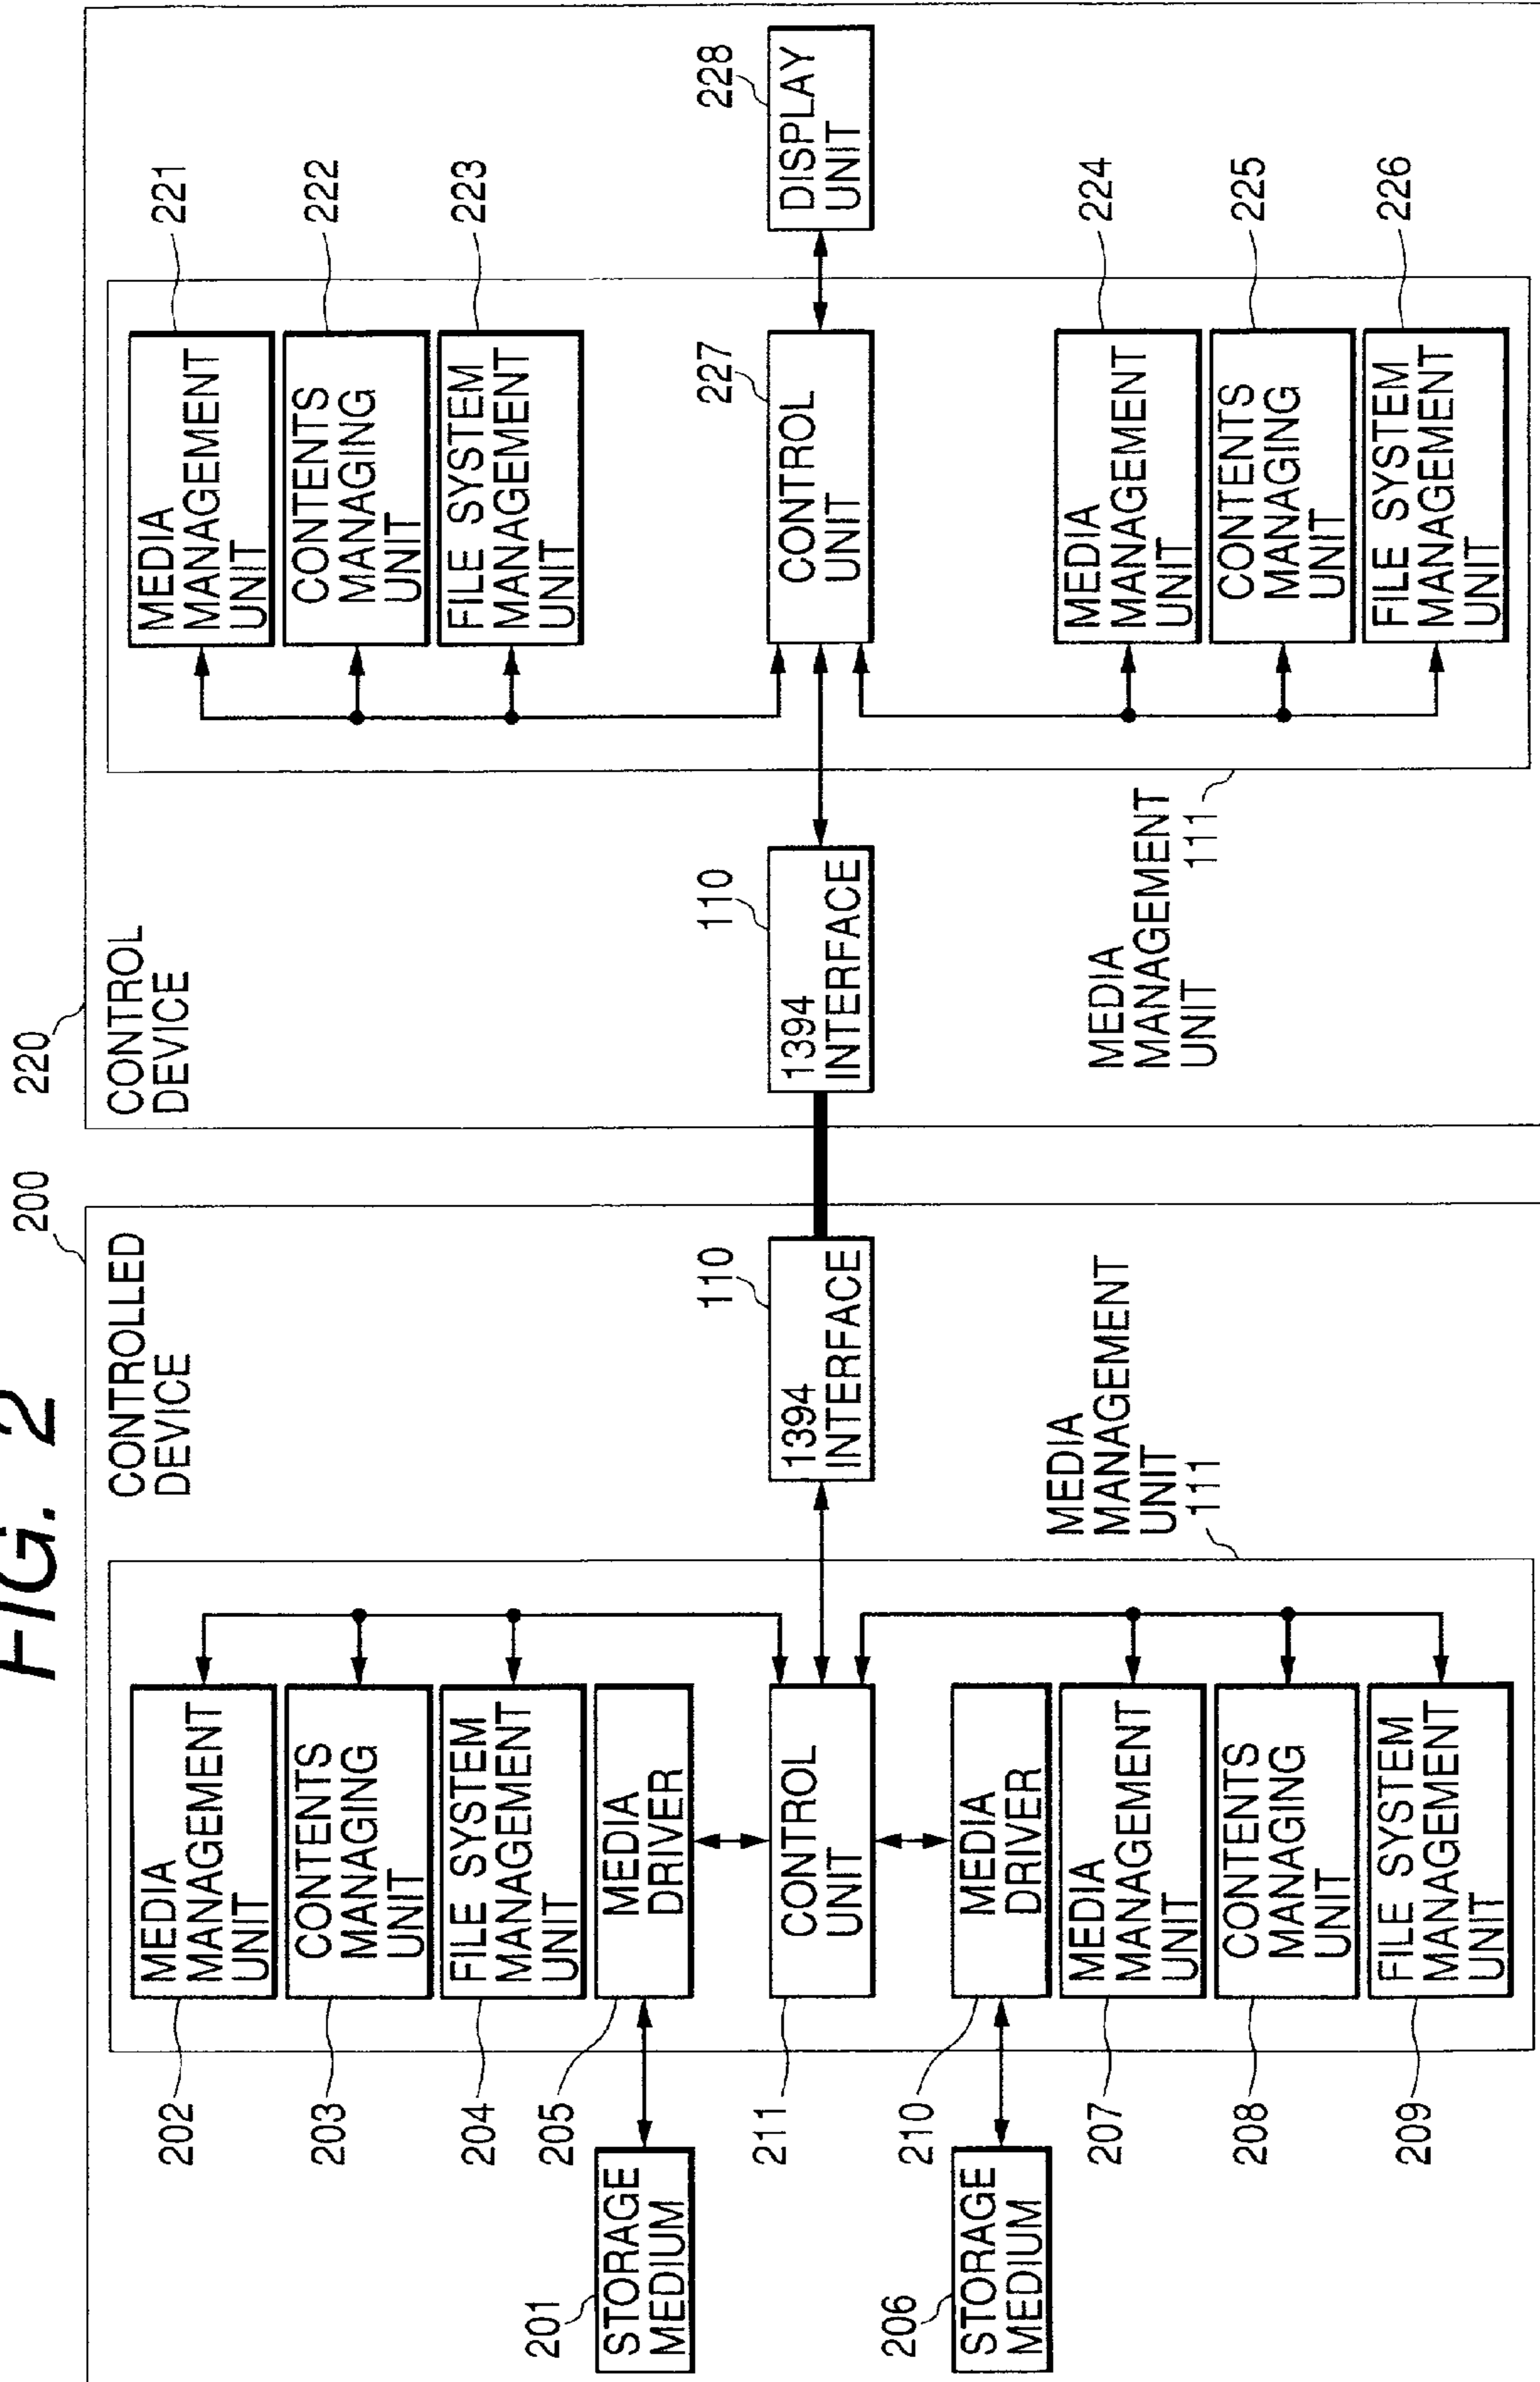 FIG. 2
200
CONTROLLED
DEVICE
202
MEDIA
MANAGEMENT
UNIT
203
CONTENTS
MANAGING
UNIT
204
FILE SYSTEM
MANAGEMENT
UNIT
205
MEDIA
DRIVER
201
STORAGE
MEDIUM
211
CONTROL
UNIT
110
1394
INTERFACE
210
MEDIA
DRIVER
206
STORAGE
MEDIUM
207
MEDIA
MANAGEMENT
UNIT
208
CONTENTS
MANAGING
UNIT
209
FILE SYSTEM
MANAGEMENT
UNIT
MEDIA
MANAGEMENT
UNIT
111
220
CONTROL
DEVICE
221
MEDIA
MANAGEMENT
UNIT
222
CONTENTS
MANAGING
UNIT
223
FILE SYSTEM
MANAGEMENT
UNIT
110
1394
INTERFACE
227
CONTROL
UNIT
228
DISPLAY
UNIT
224
MEDIA
MANAGEMENT
UNIT
225
CONTENTS
MANAGING
UNIT
226
FILE SYSTEM
MANAGEMENT
UNIT
MEDIA
MANAGEMENT
UNIT
111